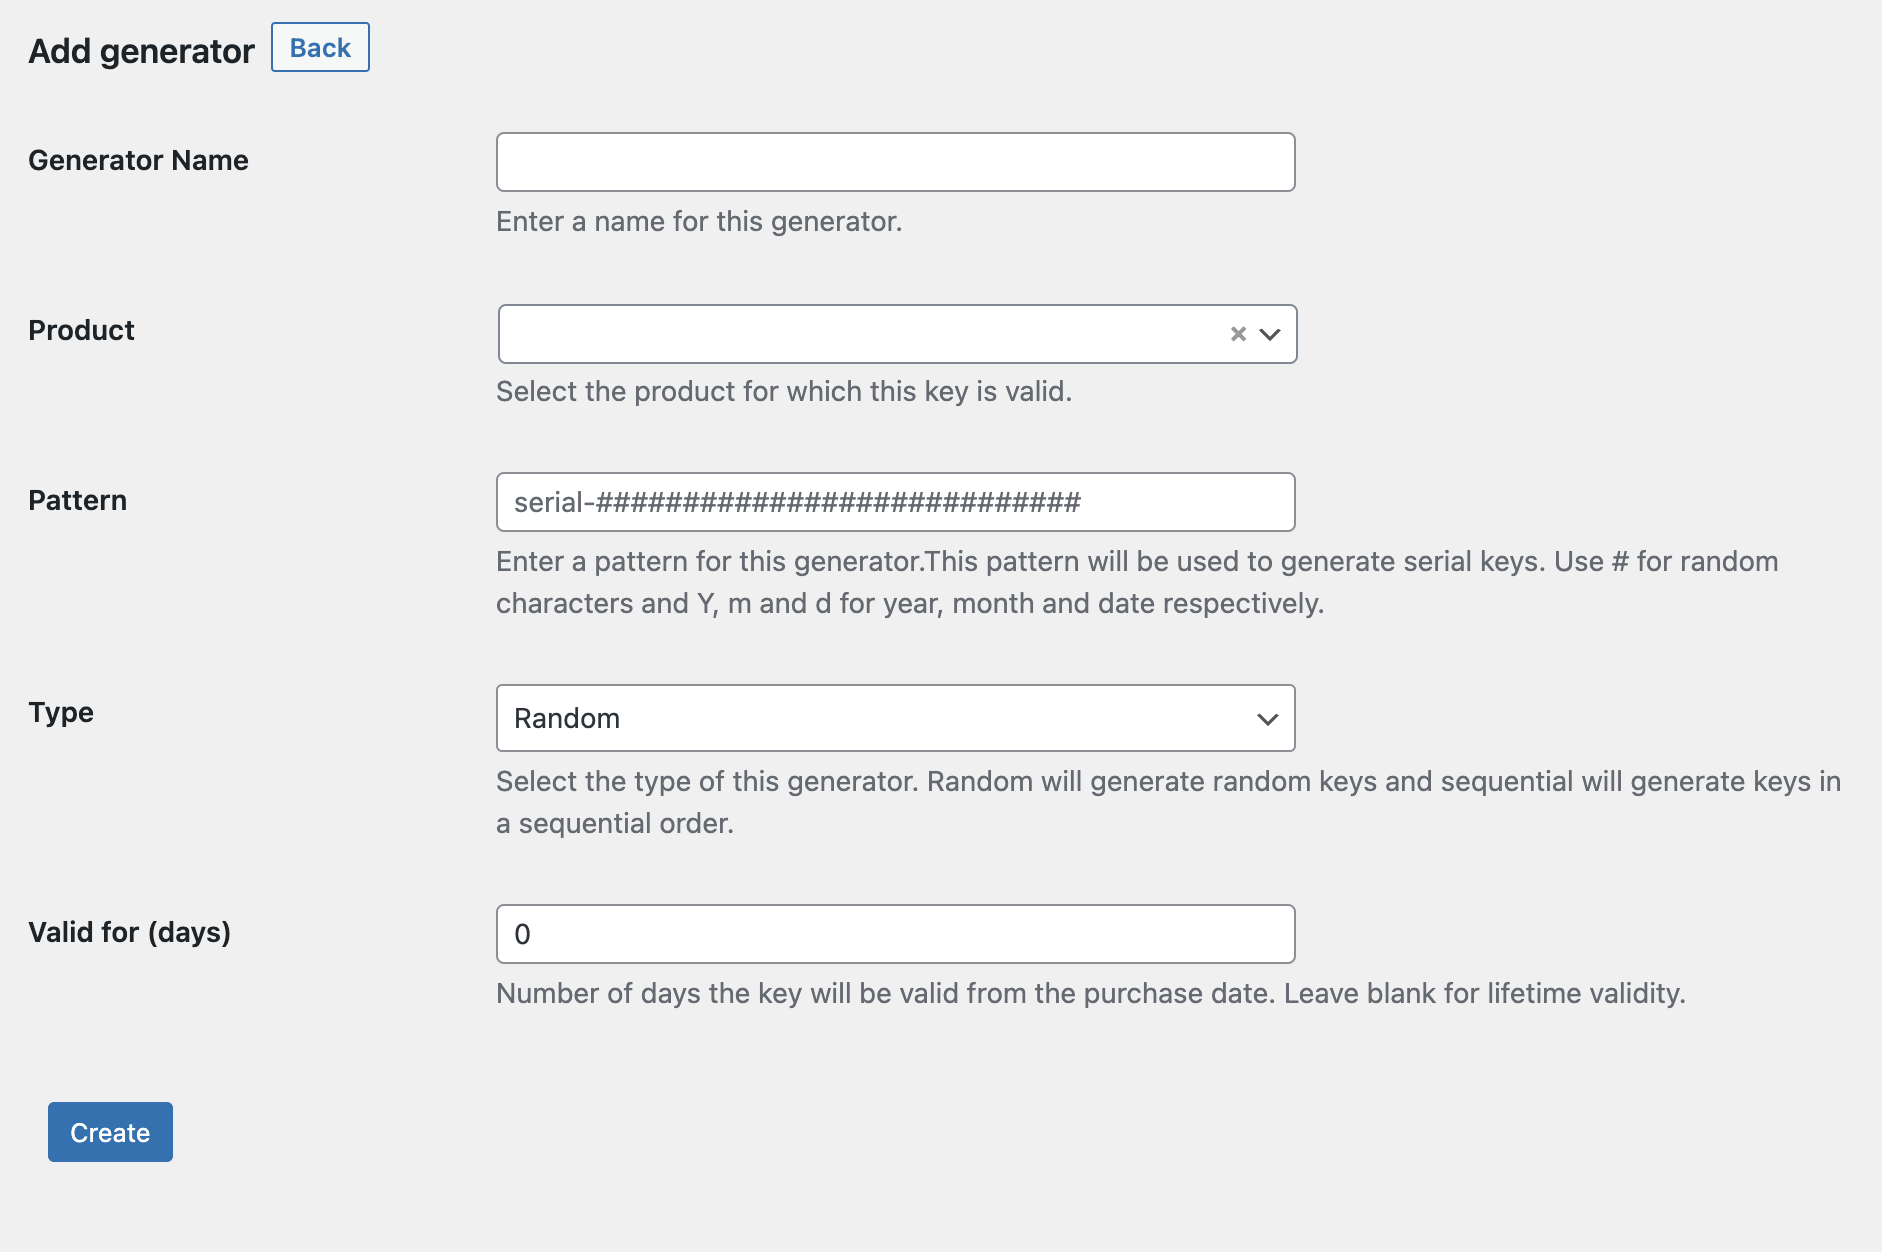 Add generator Back
Generator Name
Enter a name for this generator.
Product
×
Select the product for which this key is valid.
Pattern
serial-############################
Enter a pattern for this generator.This pattern will be used to generate serial keys. Use # for random
characters and Y, m and d for year, month and date respectively.
Type
Random
Select the type of this generator. Random will generate random keys and sequential will generate keys in
a sequential order.
Valid for (days)
0
Number of days the key will be valid from the purchase date. Leave blank for lifetime validity.
Create